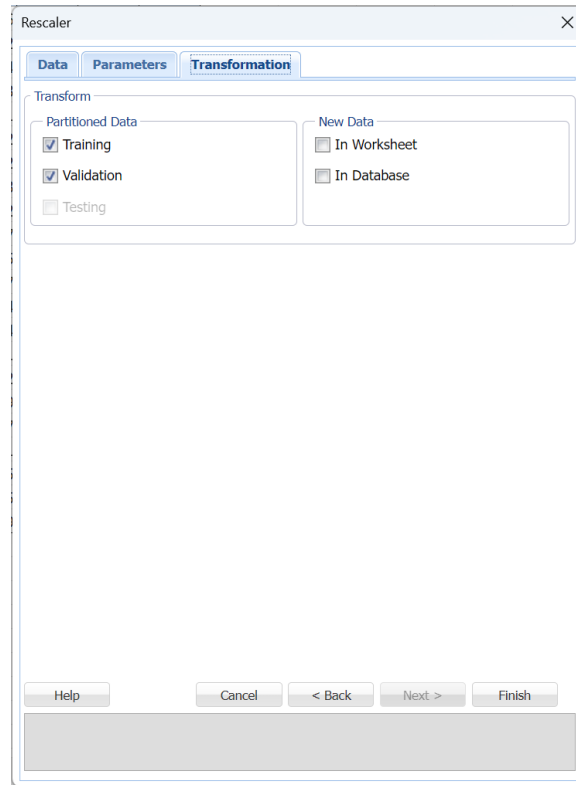 Rescaler
Data Parameters Transformation
Transform
Partitioned Data
Training
Validation
Testing
New Data
In Worksheet
In Database
Help Cancel < Back Next > Finish